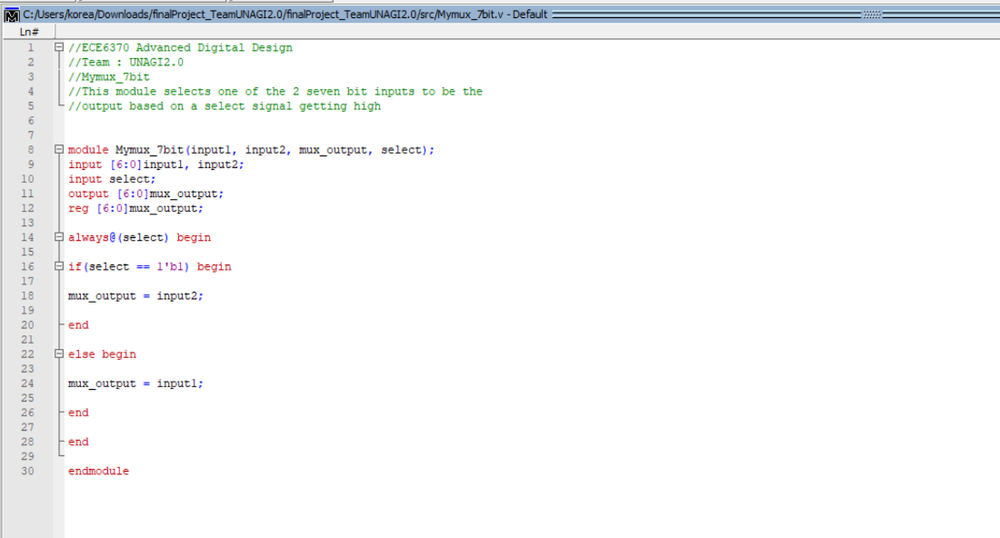 C:/Users/korea/Downloads/finalProject_TeamUNAGI2.0/finalProject_TeamUNAGI2.0/src/Mymux_7bit.v - Default
Ln#
1 //ECE6370 Advanced Digital Design
2 //Team : UNAGI2.0
3 //Mymux_7bit
4 //This module selects one of the 2 seven bit inputs to be the
5 //output based on a select signal getting high
6
7
8 module Mymux_7bit(input1, input2, mux_output, select);
9 input [6:0]input1, input2;
10 input select;
11 output [6:0]mux_output;
12 reg [6:0]mux_output;
13
14 always@(select) begin
15
16 if(select == 1'b1) begin
17
18 mux_output = input2;
19
20 end
21
22 else begin
23
24 mux_output = input1;
25
26 end
27
28 end
29
30 endmodule